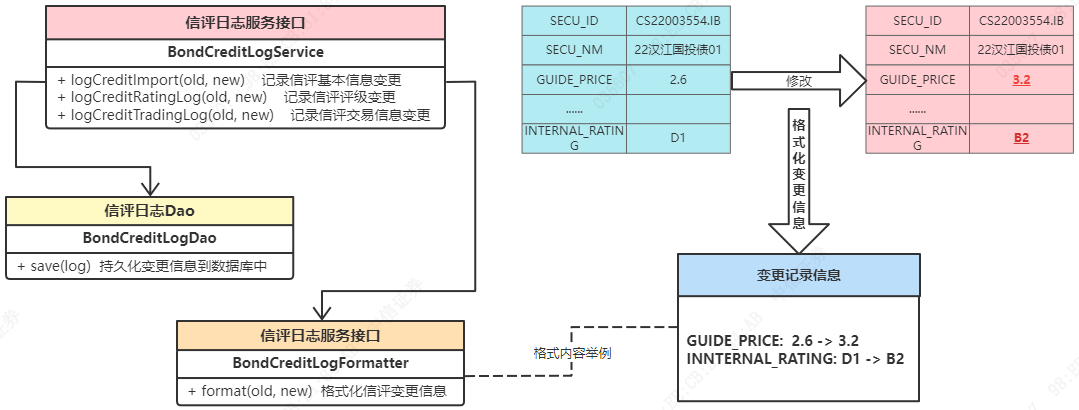 信评日志服务接口
BondCreditLogService
+ logCreditImport(old, new) 记录信评基本信息变更
+ logCreditRatingLog(old, new) 记录信评评级变更
+ logCreditTradingLog(old, new) 记录信评交易信息变更
信评日志Dao
BondCreditLogDao
+ save(log) 持久化变更信息到数据库中
信评日志服务接口
BondCreditLogFormatter
+ format(old, new) 格式化信评变更信息
SECU_ID CS22003554.IB
SECU_NM 22汉江国投债01
GUIDE_PRICE 2.6
......
INTERNAL_RATIN
G
D1
修改
SECU_ID CS22003554.IB
SECU_NM 22汉江国投债01
GUIDE_PRICE 3.2
......
INTERNAL_RATIN
G
B2
格式化变更信息
变更记录信息
GUIDE_PRICE: 2.6 -> 3.2
INNTERNAL_RATING: D1 -> B2
格式内容举例